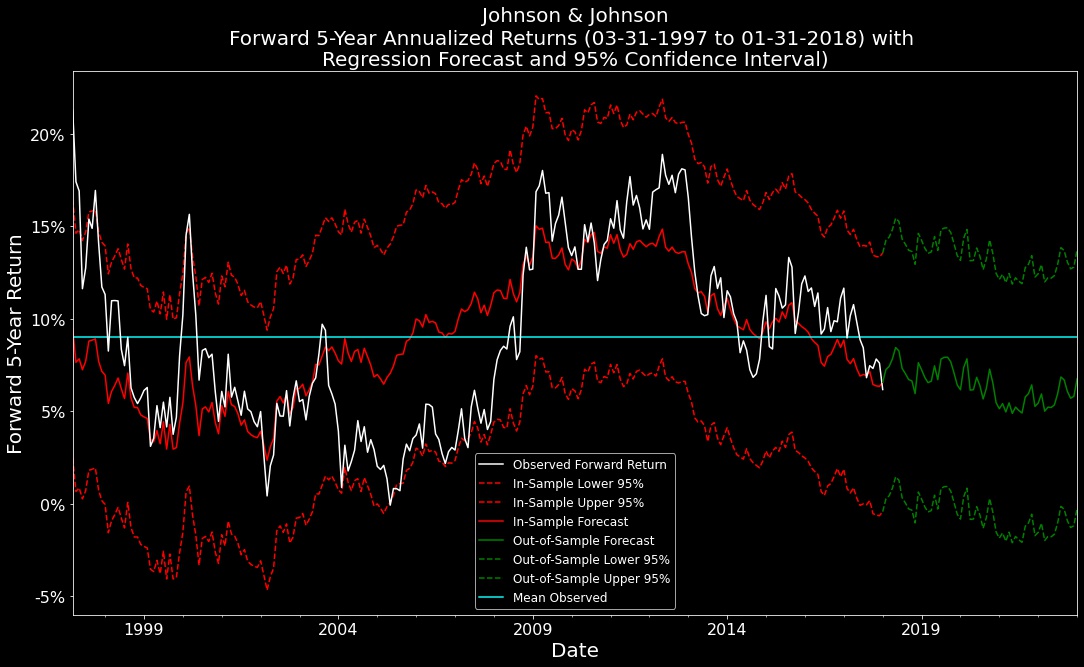 Johnson & Johnson
Forward 5-Year Annualized Returns (03-31-1997 to 01-31-2018) with
Regression Forecast and 95% Confidence Interval)
Forward 5-Year Return
20%
15%
10%
5%
0%
-5%
Observed Forward Return
In-Sample Lower 95%
In-Sample Upper 95%
In-Sample Forecast
Out-of-Sample Forecast
Out-of-Sample Lower 95%
Out-of-Sample Upper 95%
Mean Observed
1999 2004 2009 2014 2019
Date